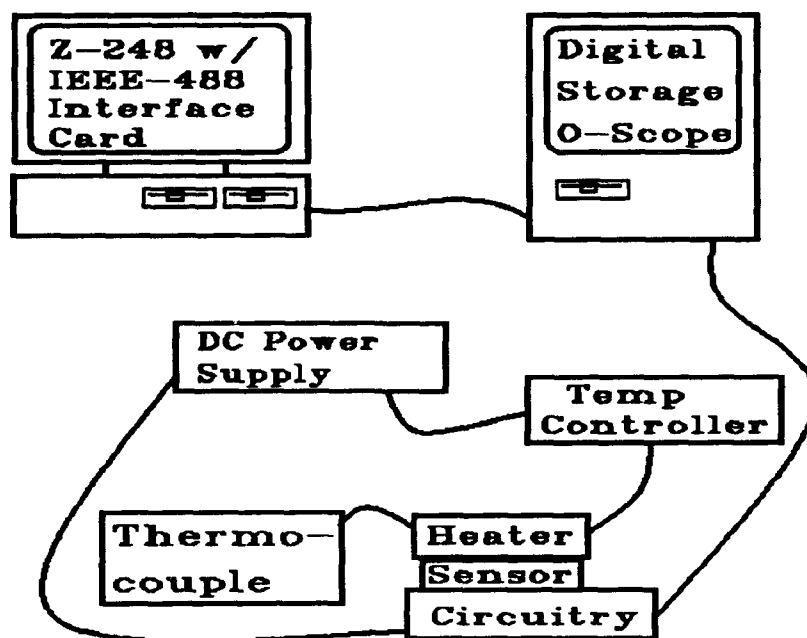 Z-248 w/
IEEE-488
Interface
Card
Digital
Storage
O-Scope
DC Power
Supply
Temp
Controller
Thermo-
couple
Heater
Sensor
Circuitry